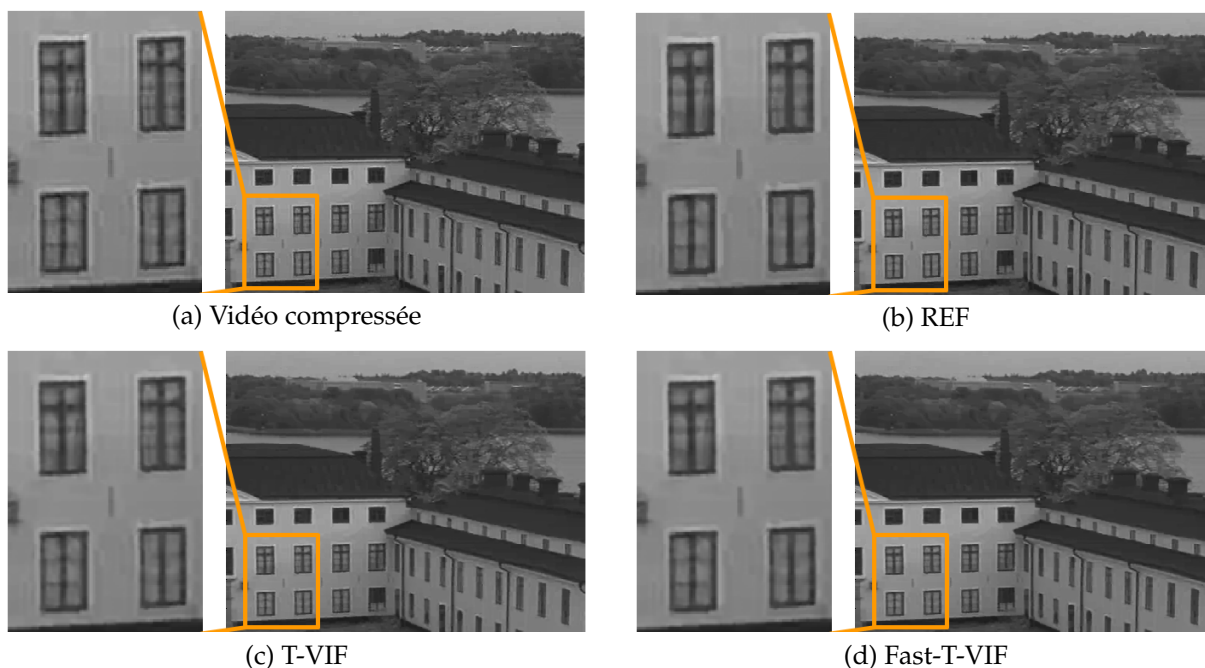 (a) Vidéo compressée
(b) REF
(c) T-VIF
(d) Fast-T-VIF